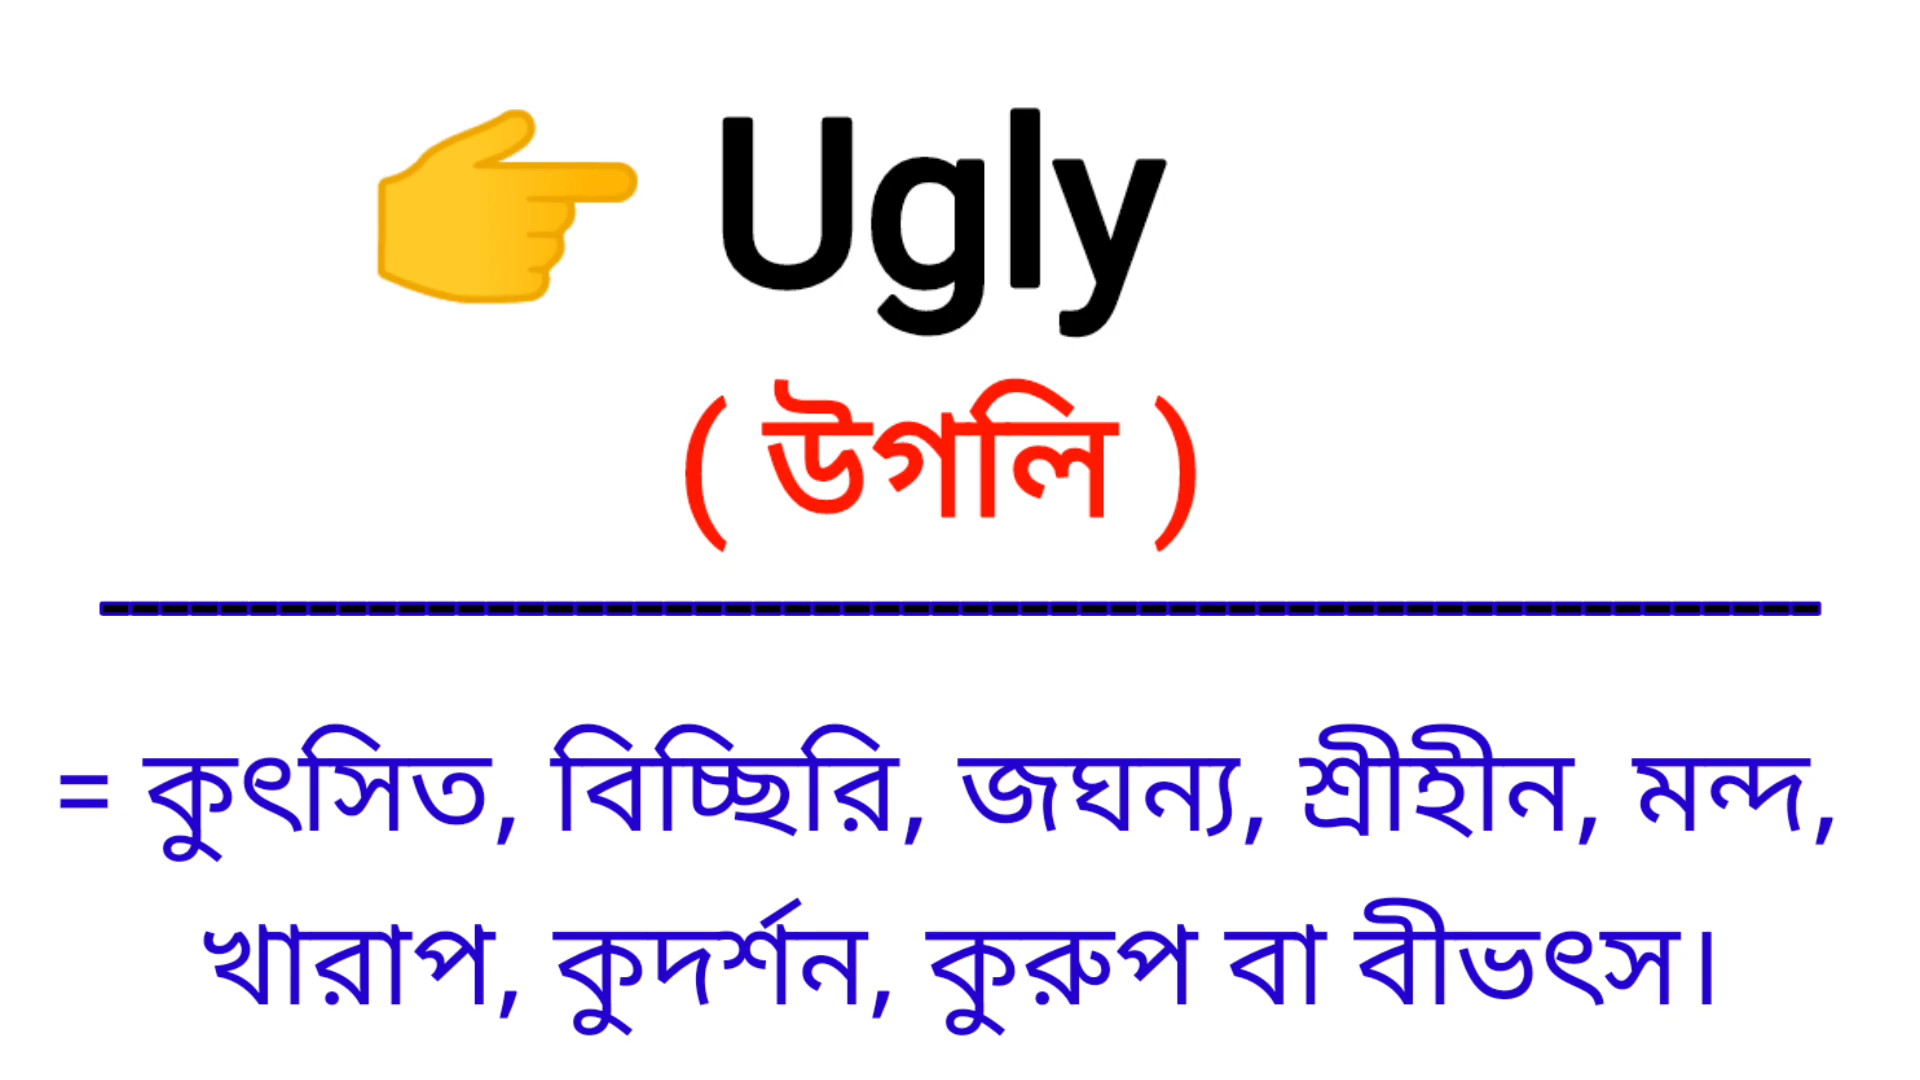 👉 Ugly
( উগলি )
= কুৎসিত, বিচ্ছিরি, জঘন্য, শ্রীহীন, মন্দ,
খারাপ, কুদর্শন, কুরুপ বা বীভৎস।